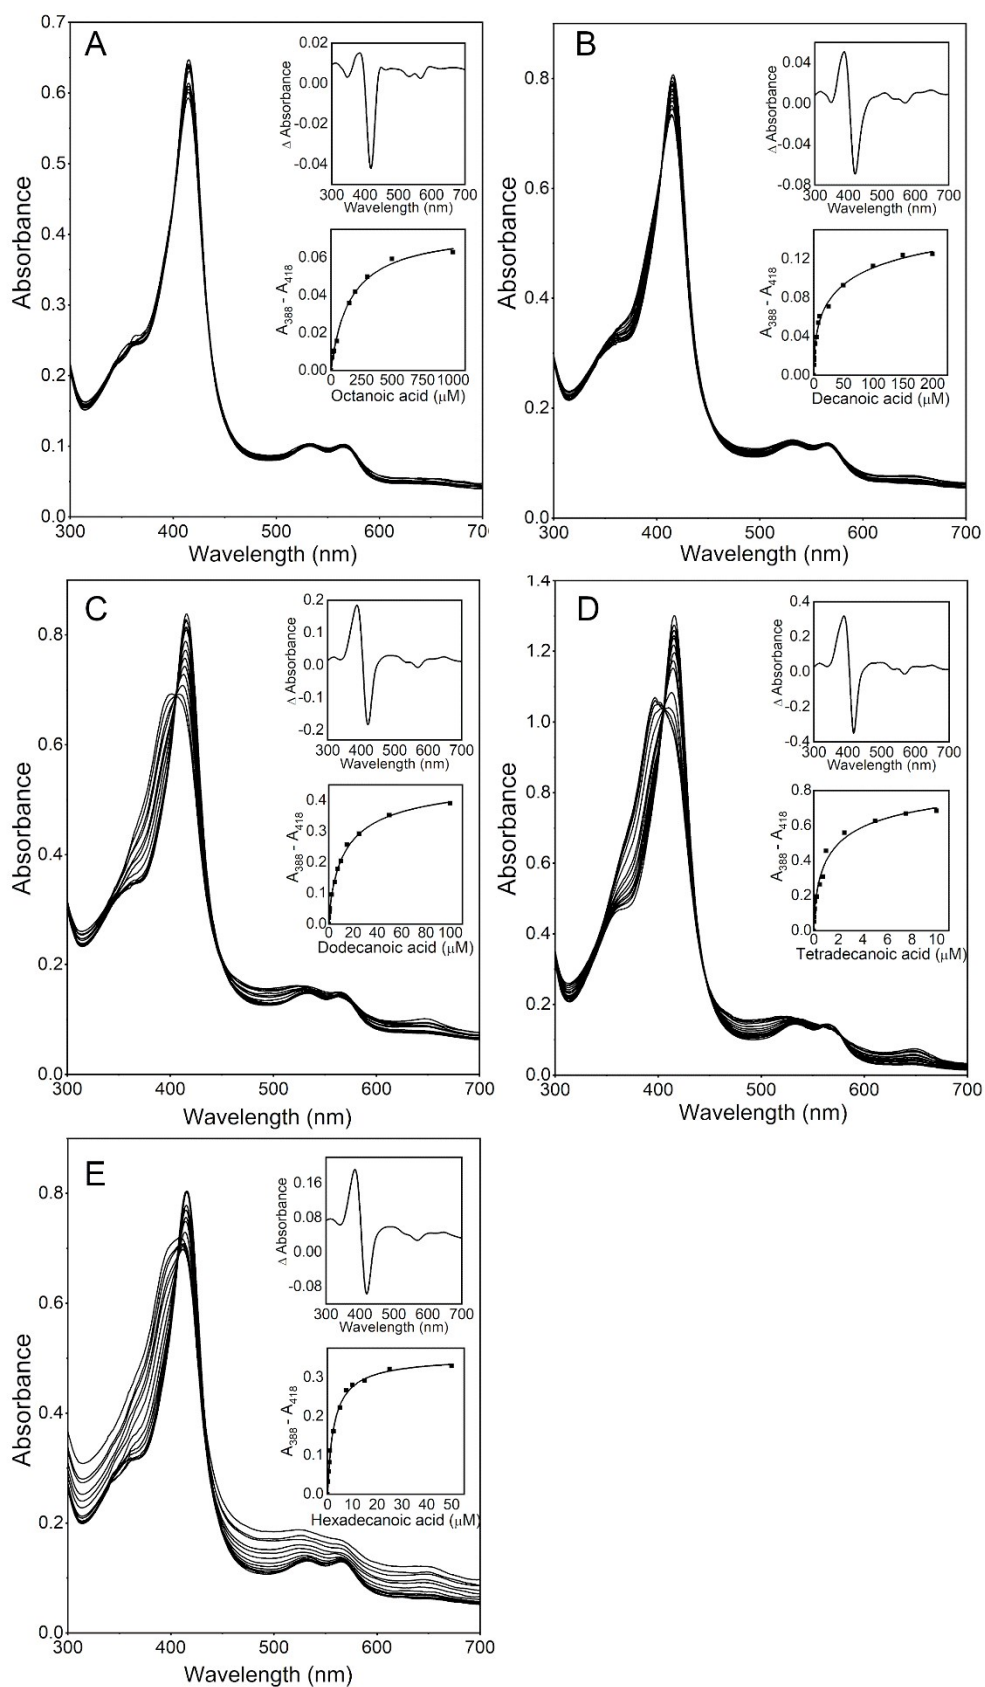 A
0.7
0.6
0.5
0.4
0.3
0.2
0.1
0.0
Absorbance
300 400 500 600 700
Wavelength (nm)
0.02
0.00
-0.02
-0.04
Δ Absorbance
300 400 500 600 700
Wavelength (nm)
0.06
0.04
0.02
0.00
A388 - A418
0 250 500 750 1000
Octanoic acid (μM)
B
0.8
0.6
0.4
0.2
0.0
Absorbance
300 400 500 600 700
Wavelength (nm)
0.04
0.00
-0.04
-0.08
Δ Absorbance
300 400 500 600 700
Wavelength (nm)
0.12
0.08
0.04
0.00
A388 - A418
0 50 100 150 200
Decanoic acid (μM)
C
0.8
0.6
0.4
0.2
0.0
Absorbance
300 400 500 600 700
Wavelength (nm)
0.2
0.1
0.0
-0.1
-0.2
Δ Absorbance
300 400 500 600 700
Wavelength (nm)
0.4
0.3
0.2
0.1
0.0
A388 - A418
0 20 40 60 80 100
Dodecanoic acid (μM)
D
1.4
1.2
1.0
0.8
0.6
0.4
0.2
0.0
Absorbance
300 400 500 600 700
Wavelength (nm)
0.4
0.2
0.0
-0.2
-0.4
Δ Absorbance
300 400 500 600 700
Wavelength (nm)
0.8
0.6
0.4
0.2
0.0
A388 - A418
0 2 4 6 8 10
Tetradecanoic acid (μM)
E
0.8
0.6
0.4
0.2
0.0
Absorbance
300 400 500 600 700
Wavelength (nm)
0.16
0.08
0.00
-0.08
Δ Absorbance
300 400 500 600 700
Wavelength (nm)
0.3
0.2
0.1
0.0
A388 - A418
0 10 20 30 40 50
Hexadecanoic acid (μM)